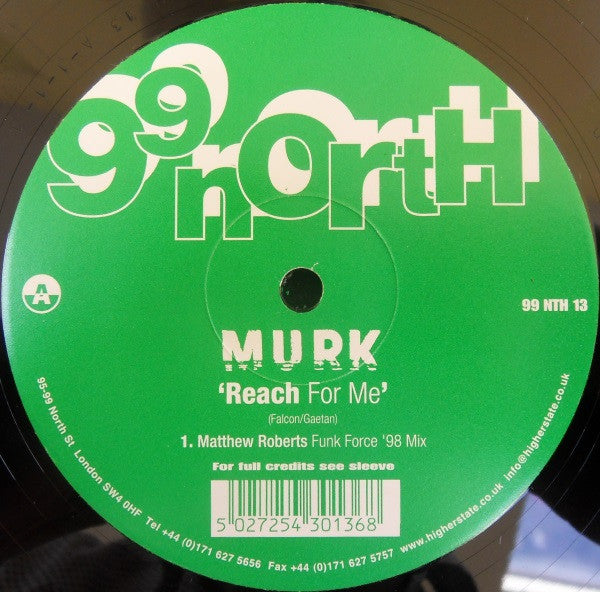 99 nOrtH
A
99 NTH 13
MURK
'Reach For Me'
(Falcon/Gaetan)
1. Matthew Roberts Funk Force '98 Mix
For full credits see sleeve
5 027254 301368
95-99 North St London SW4 0HF Tel +44 (0)171 627 5656 Fax +44 (0)171 627 5757 www.higherstate.co.uk info@higherstate.co.uk